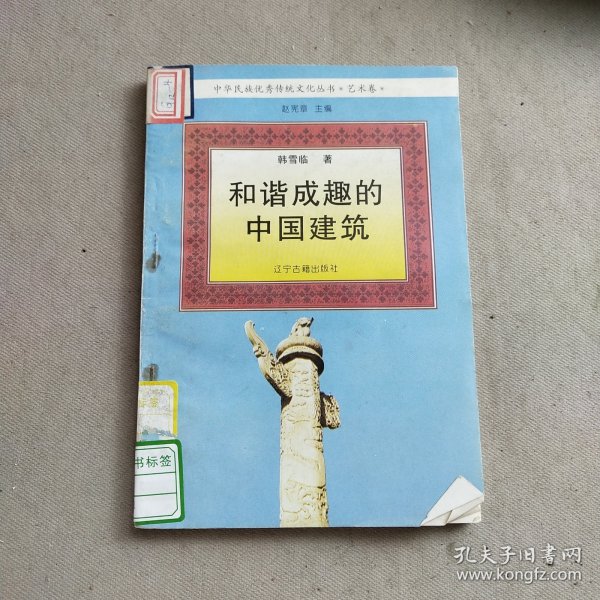 中华民族优秀传统文化丛书·艺术卷·
赵宪章 主编
韩雪临 著
和谐成趣的
中国建筑
辽宁古籍出版社
书标签
孔夫子旧书网
www.kongfz.com